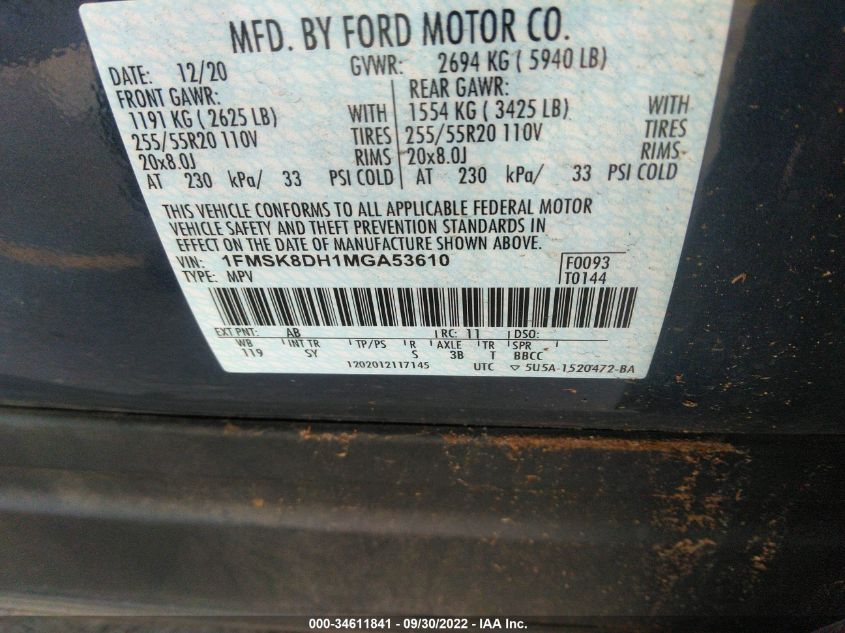 MFD. BY FORD MOTOR CO.
DATE: 12/20 GVWR: 2694 KG ( 5940 LB)
FRONT GAWR: REAR GAWR:
1191 KG ( 2625 LB) WITH 1554 KG ( 3425 LB) WITH
255/55R20 110V TIRES 255/55R20 110V TIRES
20x8.0J RIMS 20x8.0J RIMS
AT 230 kPa/ 33 PSI COLD AT 230 kPa/ 33 PSI COLD
THIS VEHICLE CONFORMS TO ALL APPLICABLE FEDERAL MOTOR
VEHICLE SAFETY AND THEFT PREVENTION STANDARDS IN
EFFECT ON THE DATE OF MANUFACTURE SHOWN ABOVE.
VIN: 1FMSK8DH1MGA53610 F0093
TYPE: MPV T0144
EXT PNT: AB RC: 11 DSO:
WB INT TR TP/PS R AXLE TR SPR
119 SY S 3B T BBCC
1202012117145 UTC ▽ 5U5A-1520472-BA
000-34611841 - 09/30/2022 - IAA Inc.